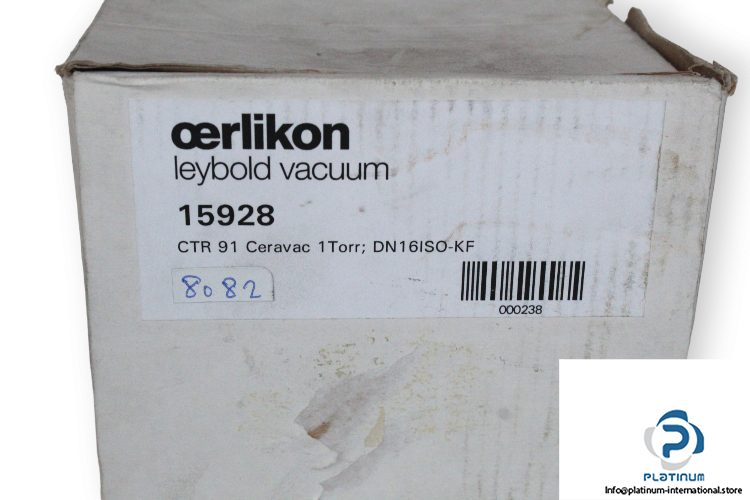 œrlikon
leybold vacuum
15928
CTR 91 Ceravac 1Torr; DN16ISO-KF
8082
000238
PLATINUM
Info@platinum-international.store